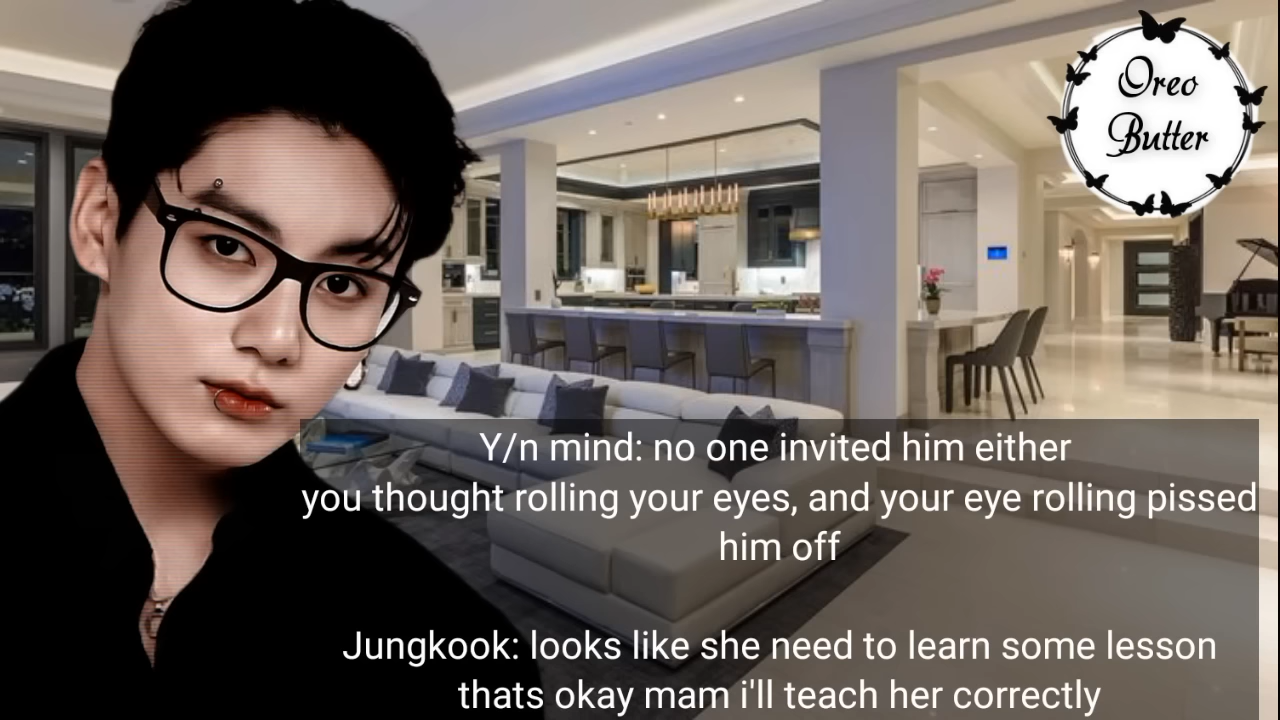 Oreo
Butter
Y/n mind: no one invited him either
you thought rolling your eyes, and your eye rolling pissed
him off
Jungkook: looks like she need to learn some lesson
thats okay mam i'll teach her correctly